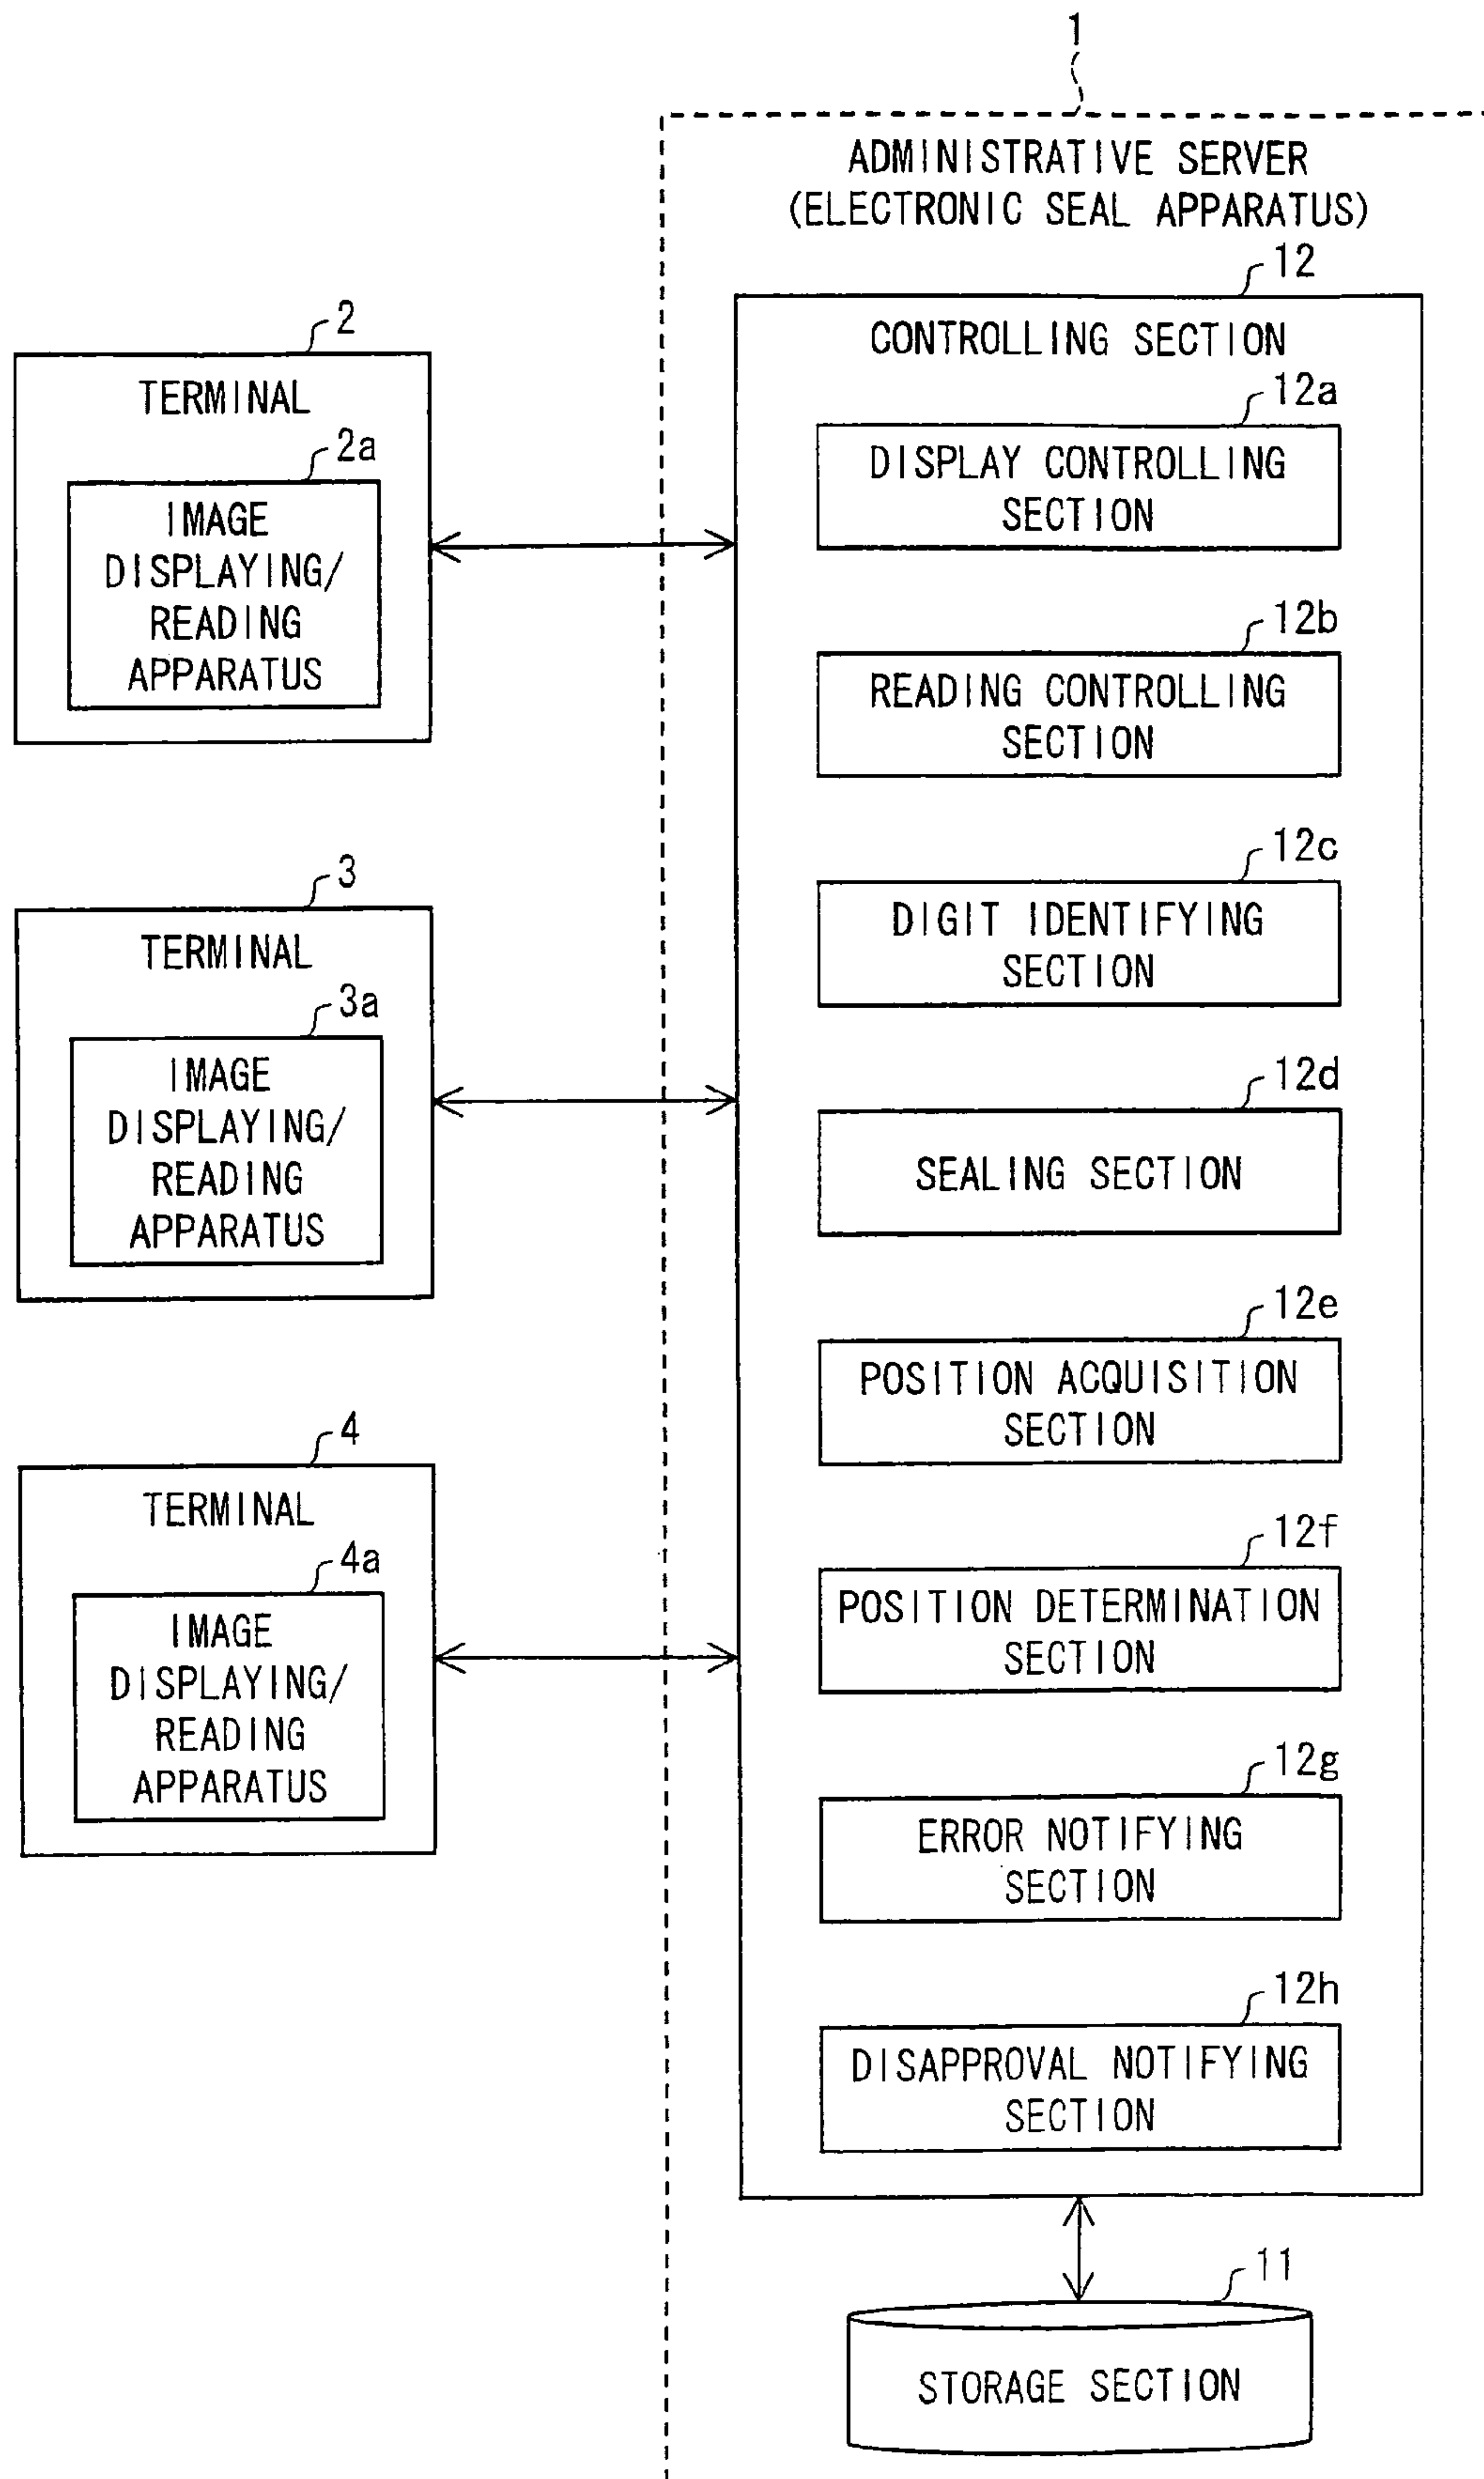 1
ADMINISTRATIVE SERVER
(ELECTRONIC SEAL APPARATUS)
12
CONTROLLING SECTION
12a
DISPLAY CONTROLLING
SECTION
12b
READING CONTROLLING
SECTION
12c
DIGIT IDENTIFYING
SECTION
12d
SEALING SECTION
12e
POSITION ACQUISITION
SECTION
12f
POSITION DETERMINATION
SECTION
12g
ERROR NOTIFYING
SECTION
12h
DISAPPROVAL NOTIFYING
SECTION
11
STORAGE SECTION
2
TERMINAL
2a
IMAGE
DISPLAYING/
READING
APPARATUS
3
TERMINAL
3a
IMAGE
DISPLAYING/
READING
APPARATUS
4
TERMINAL
4a
IMAGE
DISPLAYING/
READING
APPARATUS